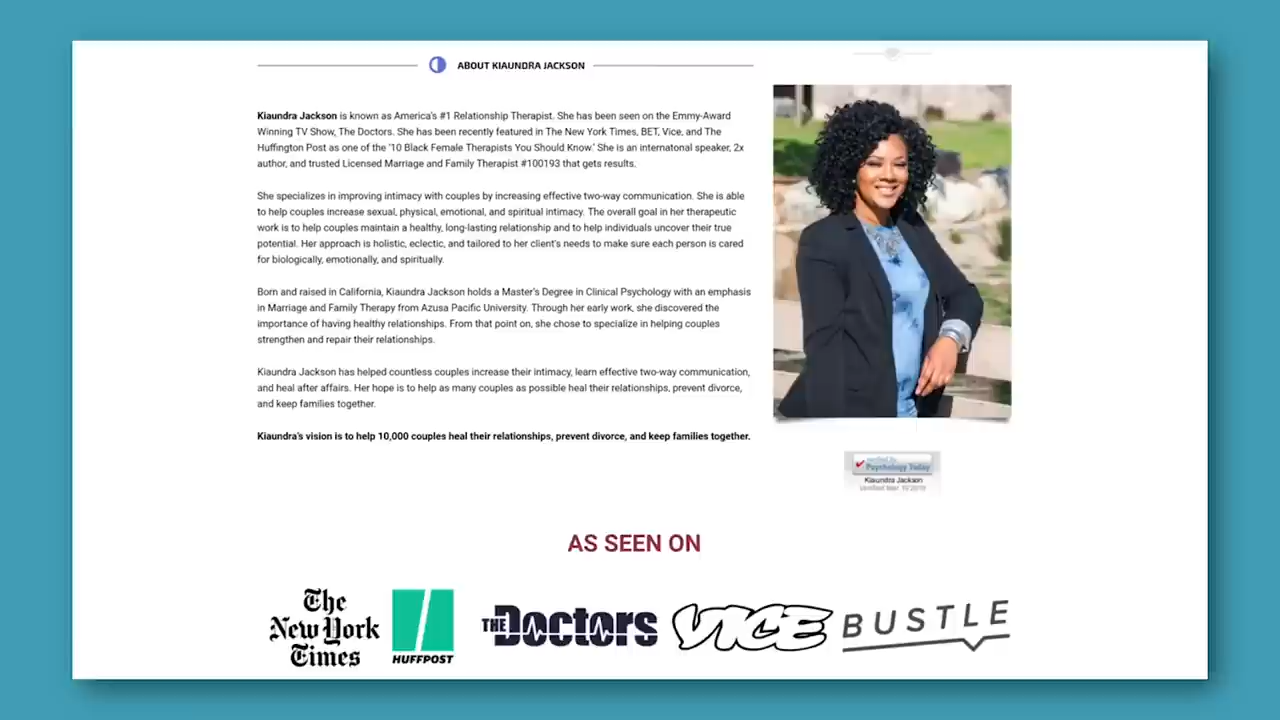 ABOUT KIAUNDRA JACKSON
Kiaundra Jackson is known as America's #1 Relationship Therapist. She has been seen on the Emmy-Award
Winning TV Show, The Doctors. She has been recently featured in The New York Times, BET, Vice, and The
Huffington Post as one of the '10 Black Female Therapists You Should Know.' She is an internatonal speaker, 2x
author, and trusted Licensed Marriage and Family Therapist #100193 that gets results.
She specializes in improving intimacy with couples by increasing effective two-way communication. She is able
to help couples increase sexual, physical, emotional, and spiritual intimacy. The overall goal in her therapeutic
work is to help couples maintain a healthy, long-lasting relationship and to help individuals uncover their true
potential. Her approach is holistic, eclectic, and tailored to her client's needs to make sure each person is cared
for biologically, emotionally, and spiritually.
Born and raised in California, Kiaundra Jackson holds a Master's Degree in Clinical Psychology with an emphasis
in Marriage and Family Therapy from Azusa Pacific University. Through her early work, she discovered the
importance of having healthy relationships. From that point on, she chose to specialize in helping couples
strengthen and repair their relationships.
Kiaundra Jackson has helped countless couples increase their intimacy, learn effective two-way communication,
and heal after affairs. Her hope is to help as many couples as possible heal their relationships, prevent divorce,
and keep families together.
Kiaundra's vision is to help 10,000 couples heal their relationships, prevent divorce, and keep families together.
verified by
Psychology Today
Kiaundra Jackson
AS SEEN ON
The
New York
Times
HUFFPOST
THE Doctors
VICE
BUSTLE